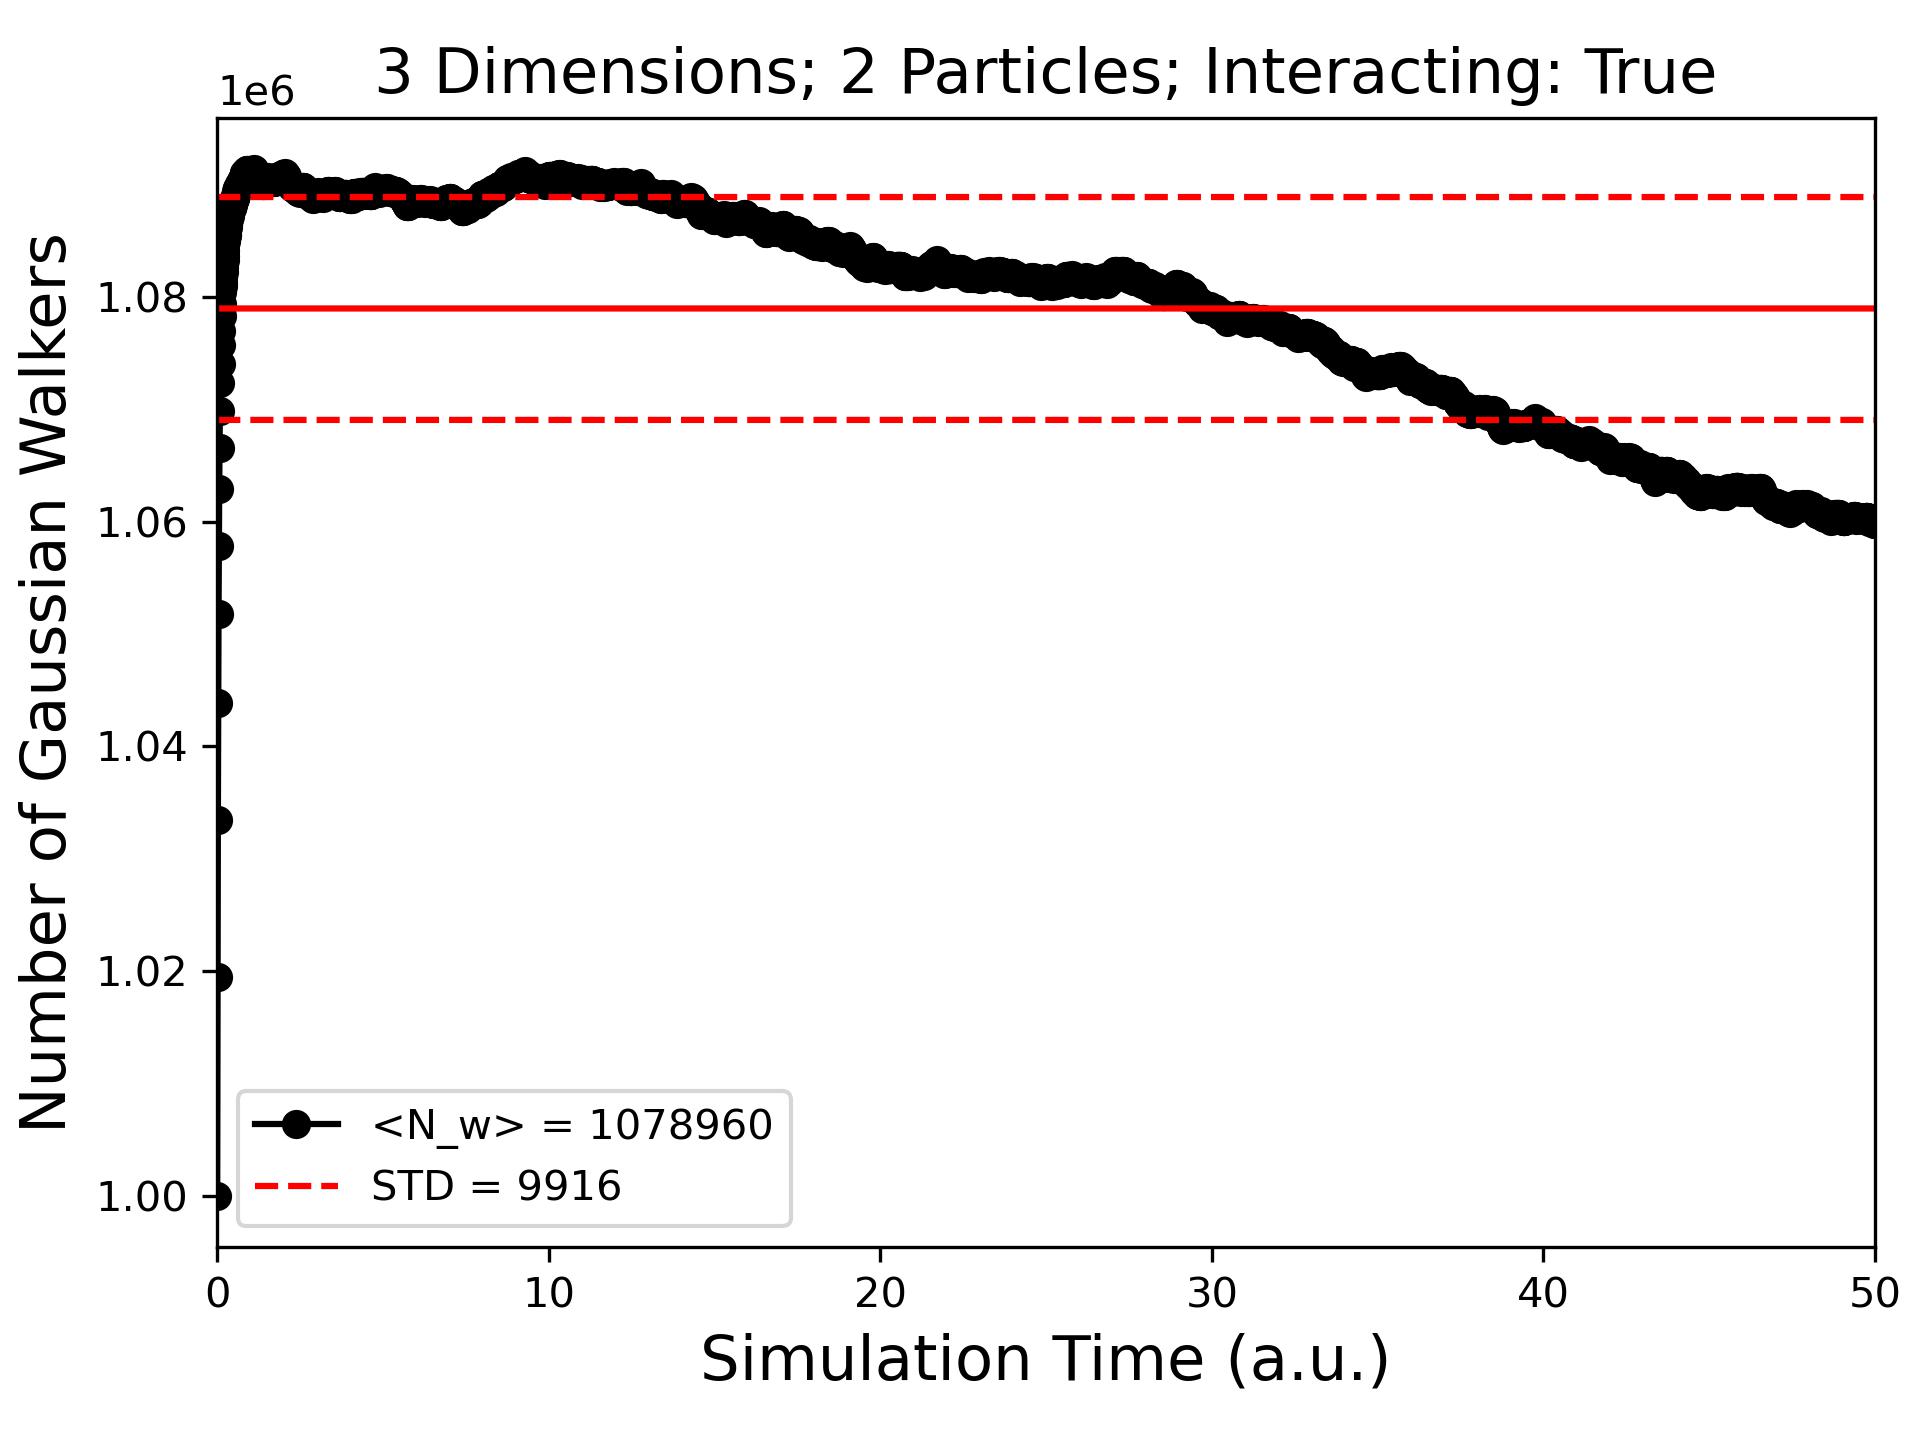 3 Dimensions; 2 Particles; Interacting: True
1e6
Number of Gaussian Walkers
1.08
1.06
1.04
1.02
1.00
<N_w> = 1078960
STD = 9916
0 10 20 30 40 50
Simulation Time (a.u.)